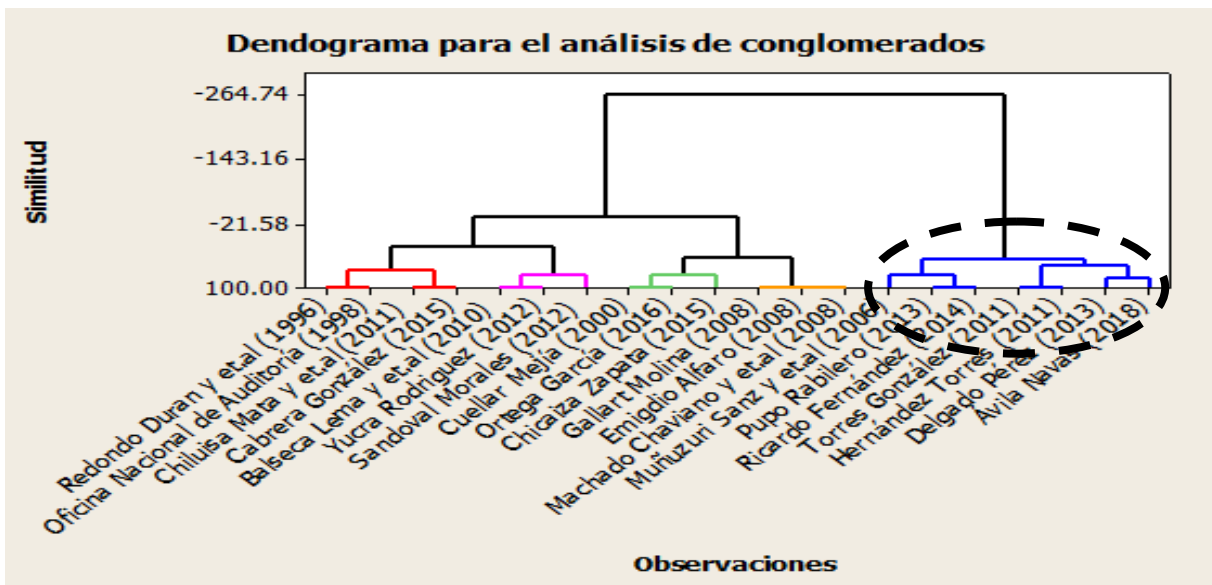 Dendograma para el análisis de conglomerados
Similitud
-264.74
-143.16
-21.58
100.00
Redondo Duran y et.al (1996)
Oficina Nacional de Auditoría (1998)
Chiluisa Mata y et.al (2011)
Cabrera González (2015)
Balseca Lema y et.al (2010)
Yucra Rodriguez (2012)
Sandoval Morales (2012)
Cuellar Mejía (2000)
Ortega García (2016)
Chicaiza Zapata (2015)
Gallart Molina (2008)
Emigdio Alfaro (2008)
Machado Chaviano y et.al (2008)
Muñuzuri Sanz y et.al (2006)
Pupo Rabilero (2013)
Ricardo Fernández (2014)
Torres González (2011)
Hernández Torres (2011)
Delgado Pérez (2013)
Ávila Navas (2018)
Observaciones